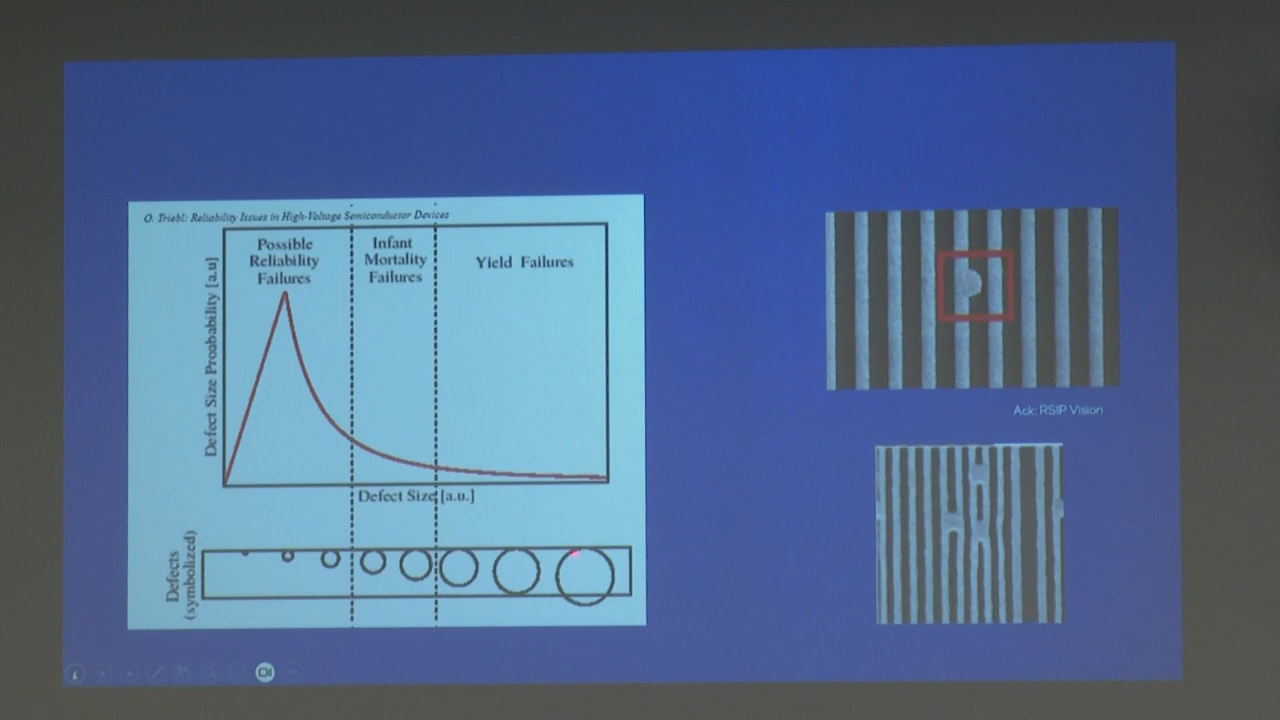 O. Triebl: Reliability Issues in High-Voltage Semiconductor Devices
Possible
Reliability
Failures
Infant
Mortality
Failures
Yield Failures
Defect Size Proabability [a.u]
Defect Size [a.u.]
Defects
(symbolized)
Ack: RSIP Vision